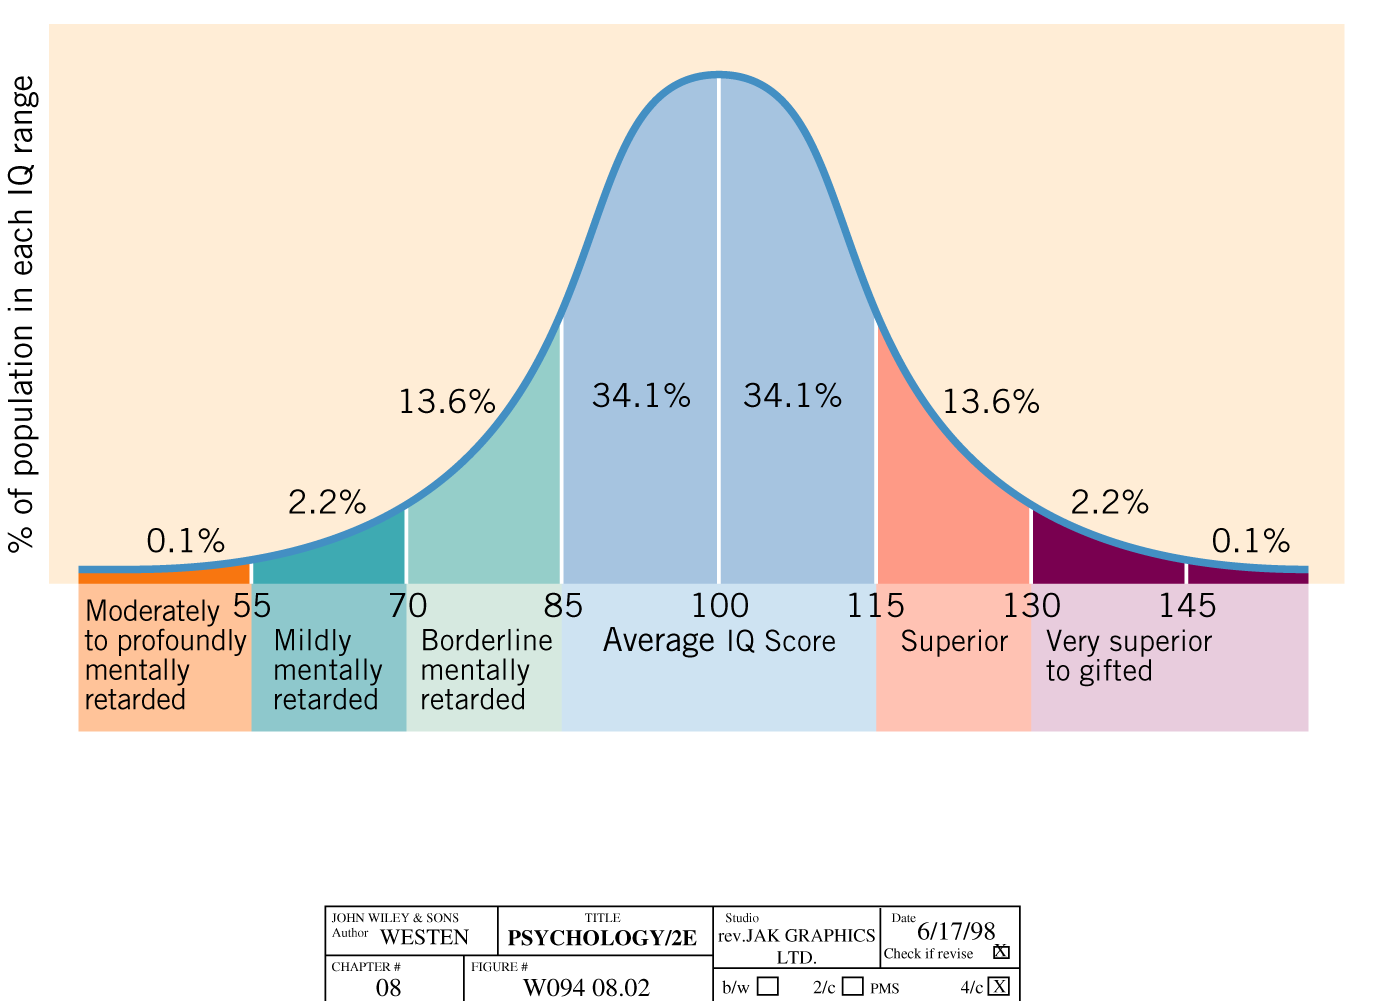 % of population in each IQ range
34.1% 34.1%
13.6% 13.6%
2.2% 2.2%
0.1% 0.1%
55 70 85 100 115 130 145
Moderately
to profoundly
mentally
retarded
Mildly
mentally
retarded
Borderline
mentally
retarded
Average IQ Score
Superior
Very superior
to gifted
JOHN WILEY & SONS
Author WESTEN
TITLE
PSYCHOLOGY/2E
Studio
rev.JAK GRAPHICS
LTD.
Date 6/17/98
Check if revise X
CHAPTER #
08
FIGURE #
W094 08.02
b/w 2/c PMS 4/c X